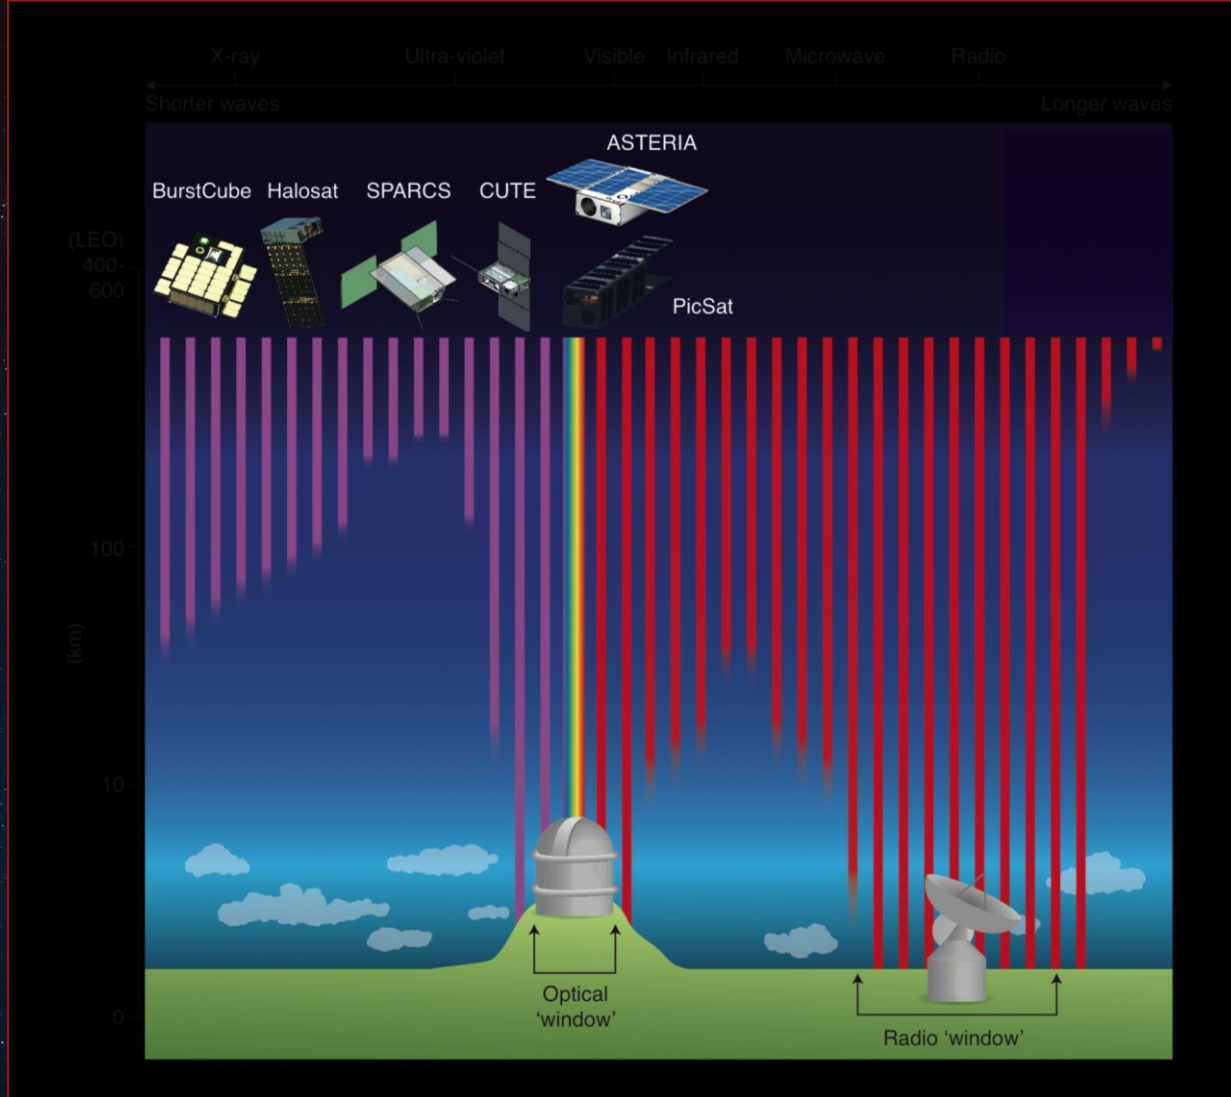 X-ray Ultra-violet Visible Infrared Microwave Radio
Shorter waves Longer waves
ASTERIA
BurstCube Halosat SPARCS CUTE
(LEO)
400-
600
PicSat
100
(km)
10
Optical
‘window’
0
Radio ‘window’